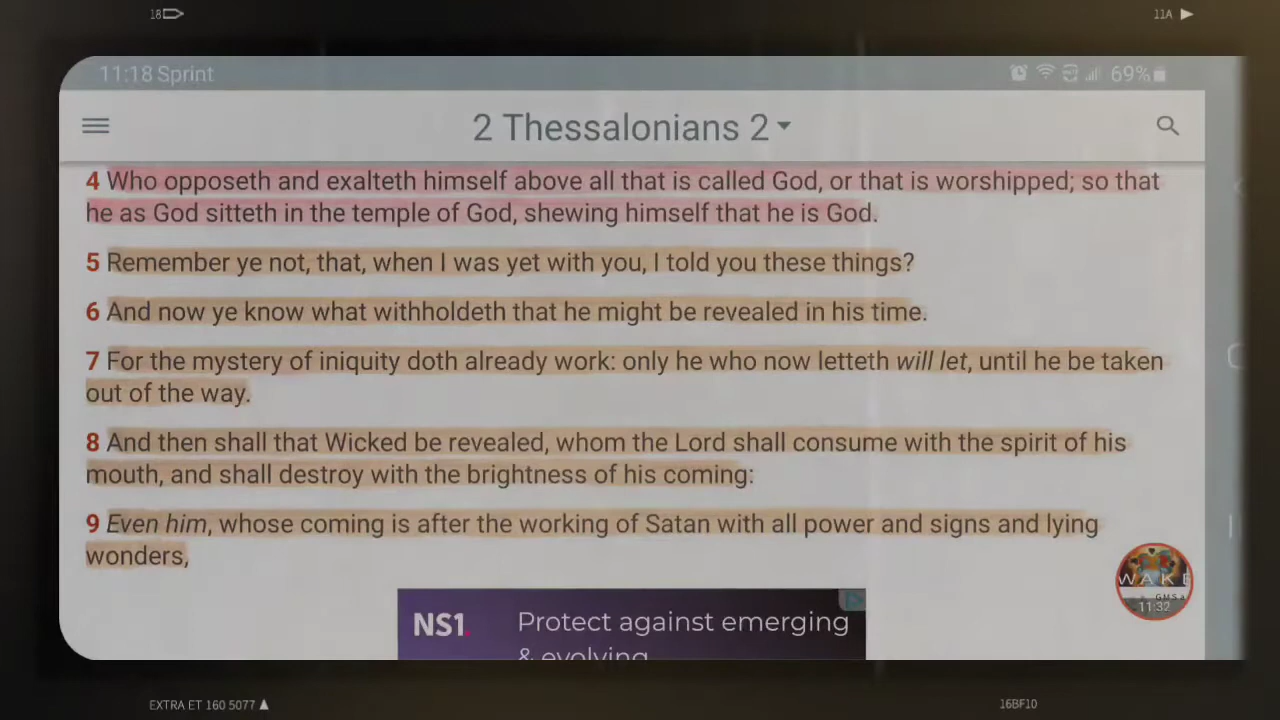 18
11A
11:18 Sprint
69%
2 Thessalonians 2
4 Who opposeth and exalteth himself above all that is called God, or that is worshipped; so that
he as God sitteth in the temple of God, shewing himself that he is God.
5 Remember ye not, that, when I was yet with you, I told you these things?
6 And now ye know what withholdeth that he might be revealed in his time.
7 For the mystery of iniquity doth already work: only he who now letteth will let, until he be taken
out of the way.
8 And then shall that Wicked be revealed, whom the Lord shall consume with the spirit of his
mouth, and shall destroy with the brightness of his coming:
9 Even him, whose coming is after the working of Satan with all power and signs and lying
wonders,
WAKE
GMS
11:32
NS1.
Protect against emerging
& evolving
EXTRA ET 160 5077
16BF10